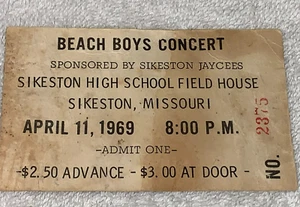 BEACH BOYS CONCERT
SPONSORED BY SIKESTON JAYCEES
SIKESTON HIGH SCHOOL FIELD HOUSE
SIKESTON, MISSOURI
APRIL 11, 1969 8:00 P.M.
-ADMIT ONE-
-$2.50 ADVANCE - $3.00 AT DOOR -
NO. 2375